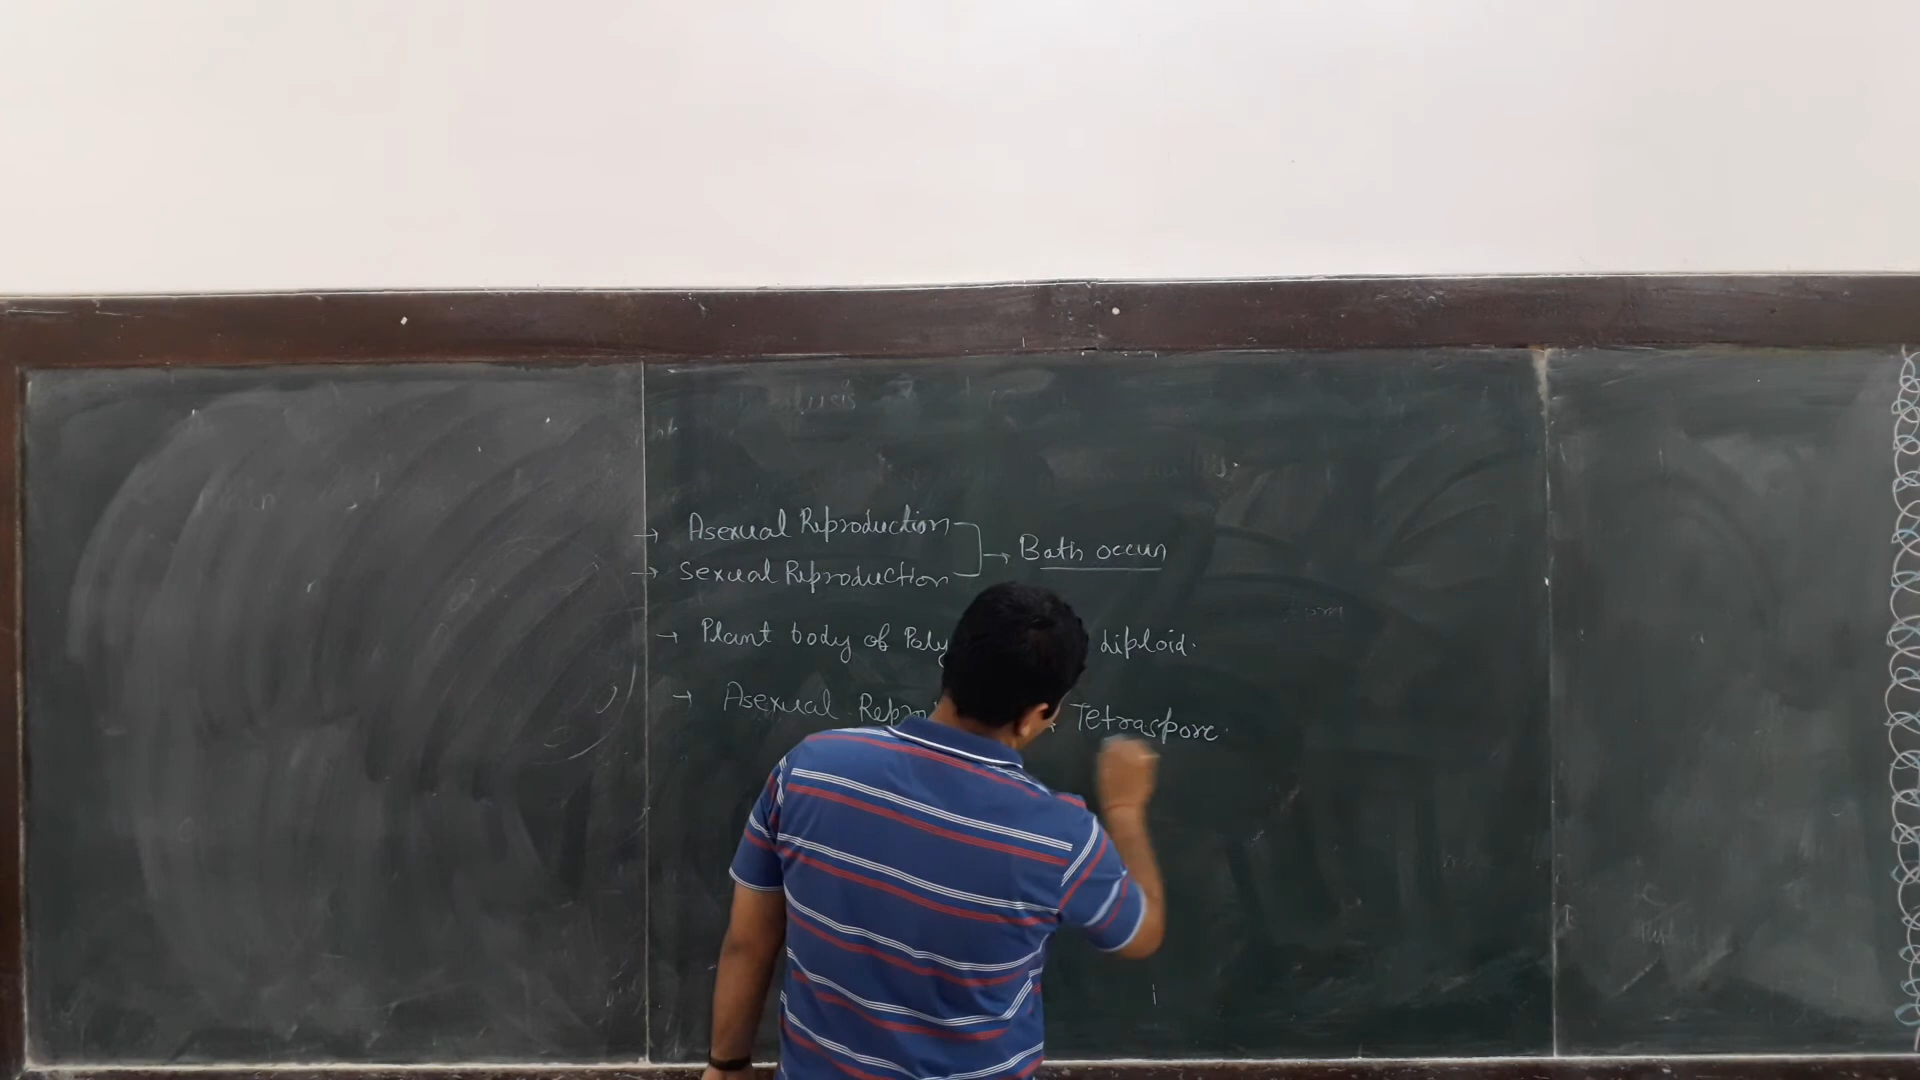 → Asexual Reproduction
→ Both occur
→ Sexual Reproduction
→ Plant body of Poly diploid.
→ Asexual Repro Tetraspore.